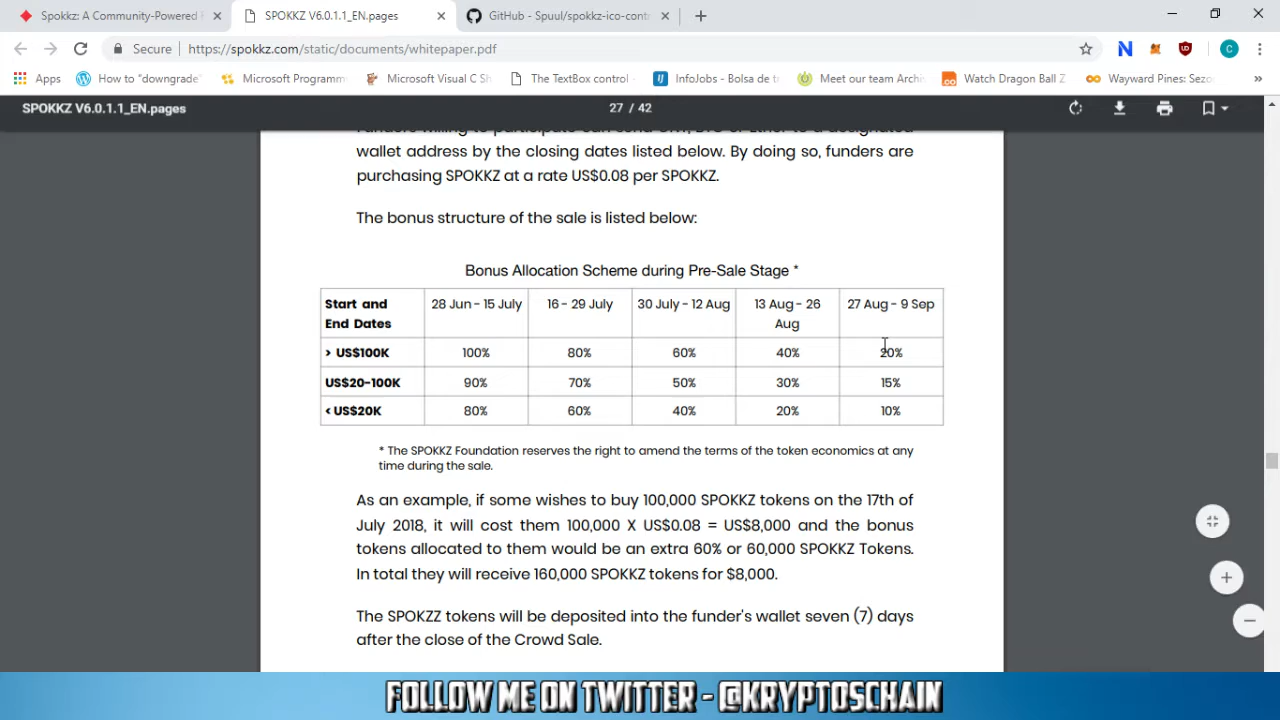 Spokkz: A Community-Powered F
SPOKKZ V6.0.1.1_EN.pages
GitHub - Spuul/spokkz-ico-contr
Secure
https://spokkz.com/static/documents/whitepaper.pdf
Apps
How to "downgrade"
Microsoft Programm
Microsoft Visual C Sh
The TextBox control
InfoJobs - Bolsa de t
Meet our team Archi
Watch Dragon Ball Z
Wayward Pines: Sezo
SPOKKZ V6.0.1.1_EN.pages
27 / 42
wallet address by the closing dates listed below. By doing so, funders are
purchasing SPOKKZ at a rate US$0.08 per SPOKKZ.
The bonus structure of the sale is listed below:
Bonus Allocation Scheme during Pre-Sale Stage *
Start and End Dates 28 Jun - 15 July 16 - 29 July 30 July - 12 Aug 13 Aug - 26 Aug 27 Aug - 9 Sep
> US$100K 100% 80% 60% 40% 20%
US$20-100K 90% 70% 50% 30% 15%
< US$20K 80% 60% 40% 20% 10%
* The SPOKKZ Foundation reserves the right to amend the terms of the token economics at any
time during the sale.
As an example, if some wishes to buy 100,000 SPOKKZ tokens on the 17th of
July 2018, it will cost them 100,000 X US$0.08 = US$8,000 and the bonus
tokens allocated to them would be an extra 60% or 60,000 SPOKKZ Tokens.
In total they will receive 160,000 SPOKKZ tokens for $8,000.
The SPOKZZ tokens will be deposited into the funder's wallet seven (7) days
after the close of the Crowd Sale.
FOLLOW ME ON TWITTER - @KRYPTOSCHAIN